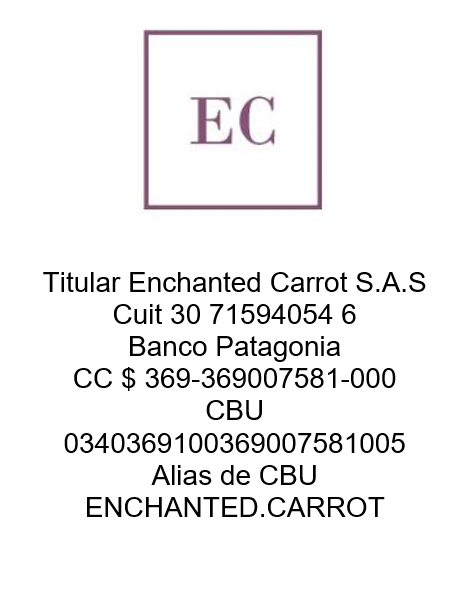 EC
Titular Enchanted Carrot S.A.S
Cuit 30 71594054 6
Banco Patagonia
CC $ 369-369007581-000
CBU
0340369100369007581005
Alias de CBU
ENCHANTED.CARROT